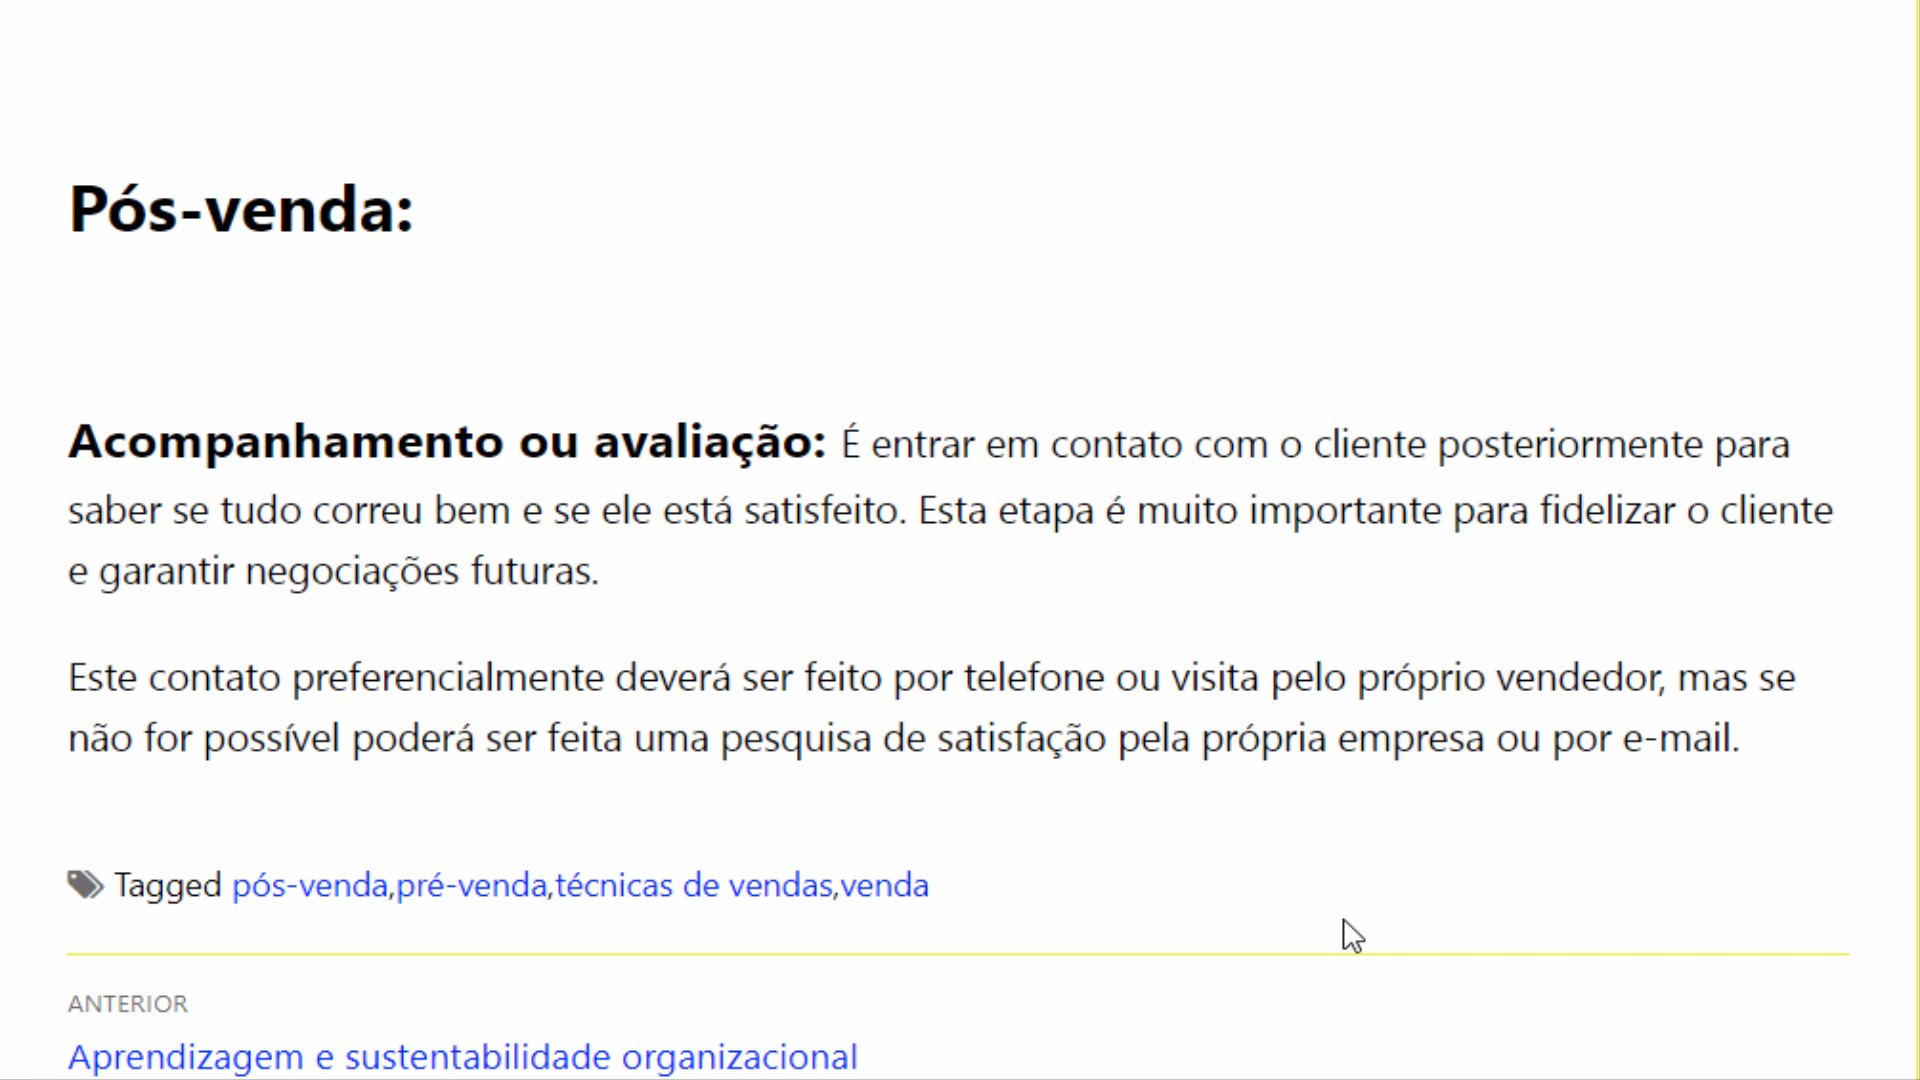 Pós-venda:
Acompanhamento ou avaliação: É entrar em contato com o cliente posteriormente para
saber se tudo correu bem e se ele está satisfeito. Esta etapa é muito importante para fidelizar o cliente
e garantir negociações futuras.
Este contato preferencialmente deverá ser feito por telefone ou visita pelo próprio vendedor, mas se
não for possível poderá ser feita uma pesquisa de satisfação pela própria empresa ou por e-mail.
Tagged pós-venda,pré-venda,técnicas de vendas,venda
ANTERIOR
Aprendizagem e sustentabilidade organizacional